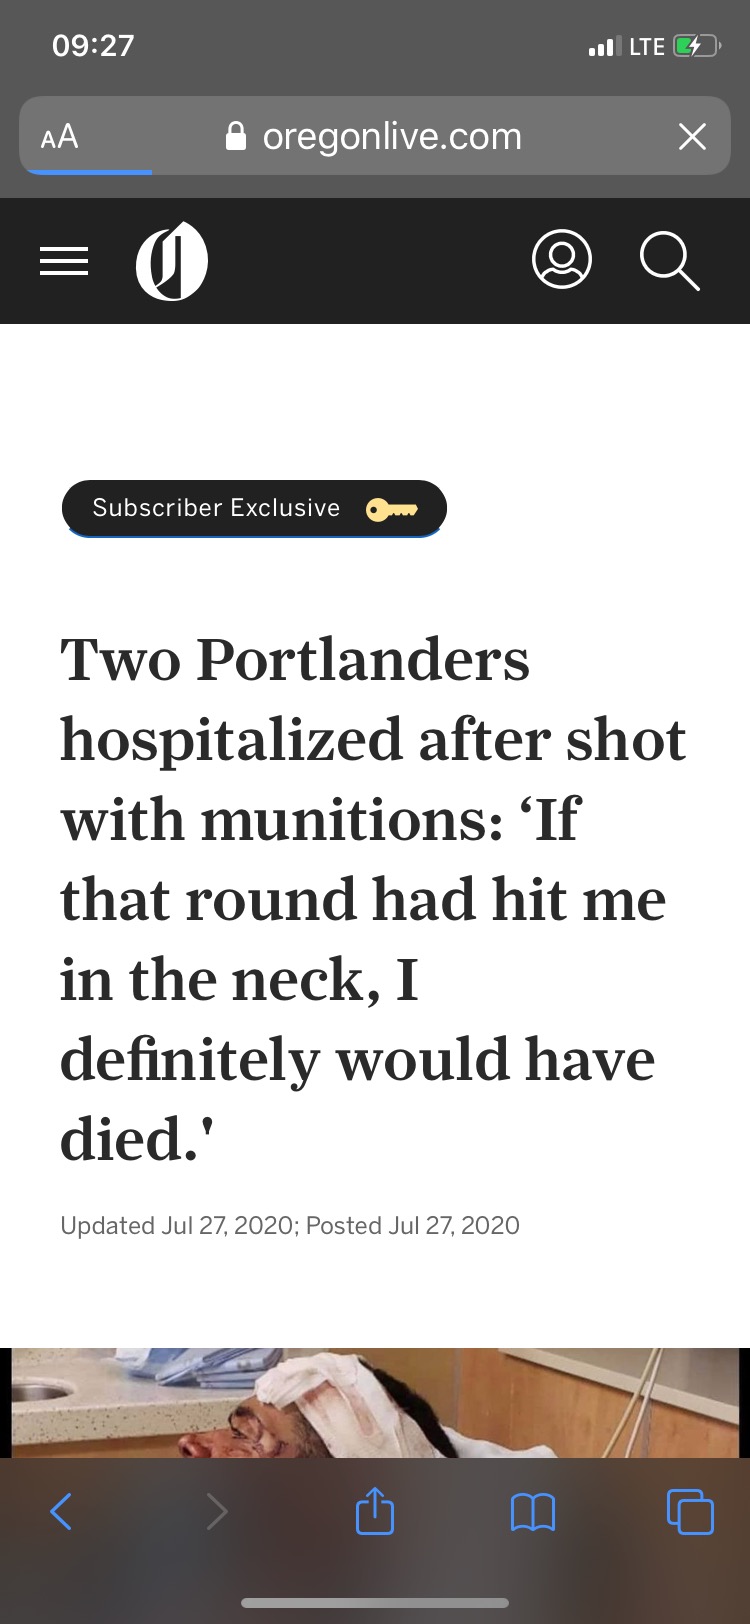 09:27
LTE
AA
oregonlive.com
Subscriber Exclusive
Two Portlanders
hospitalized after shot
with munitions: ‘If
that round had hit me
in the neck, I
definitely would have
died.'
Updated Jul 27, 2020; Posted Jul 27, 2020